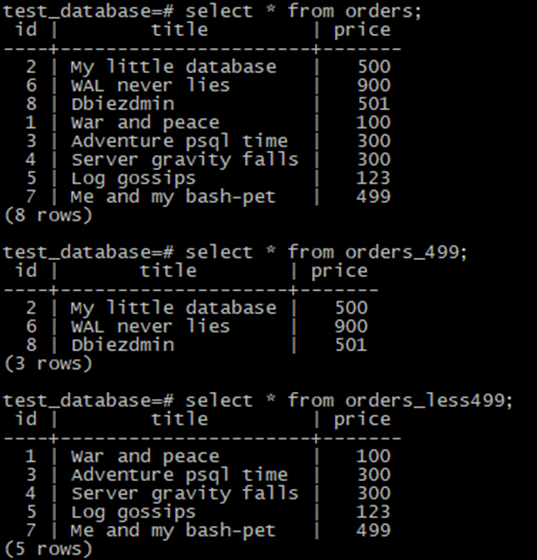 test_database=# select * from orders;
 id |        title         | price
----+----------------------+-------
  2 | My little database   |   500
  6 | WAL never lies       |   900
  8 | Dbiezdmin            |   501
  1 | War and peace        |   100
  3 | Adventure psql time  |   300
  4 | Server gravity falls |   300
  5 | Log gossips          |   123
  7 | Me and my bash-pet   |   499
(8 rows)

test_database=# select * from orders_499;
 id |       title        | price
----+--------------------+-------
  2 | My little database |   500
  6 | WAL never lies     |   900
  8 | Dbiezdmin          |   501
(3 rows)

test_database=# select * from orders_less499;
 id |        title         | price
----+----------------------+-------
  1 | War and peace        |   100
  3 | Adventure psql time  |   300
  4 | Server gravity falls |   300
  5 | Log gossips          |   123
  7 | Me and my bash-pet   |   499
(5 rows)